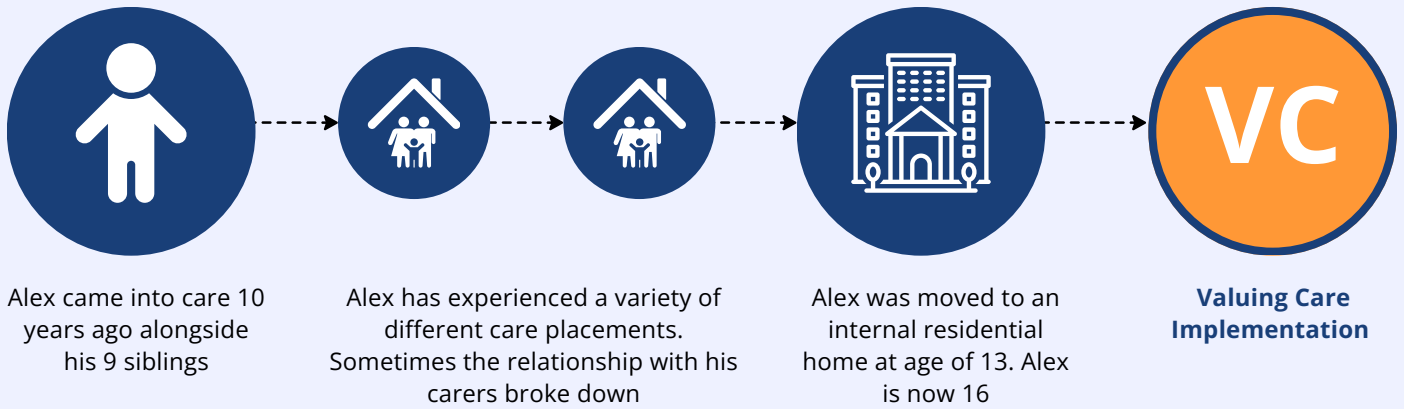 VC
Alex came into care 10
years ago alongside
his 9 siblings
Alex has experienced a variety of
different care placements.
Sometimes the relationship with his
carers broke down
Alex was moved to an
internal residential
home at age of 13. Alex
is now 16
Valuing Care
Implementation